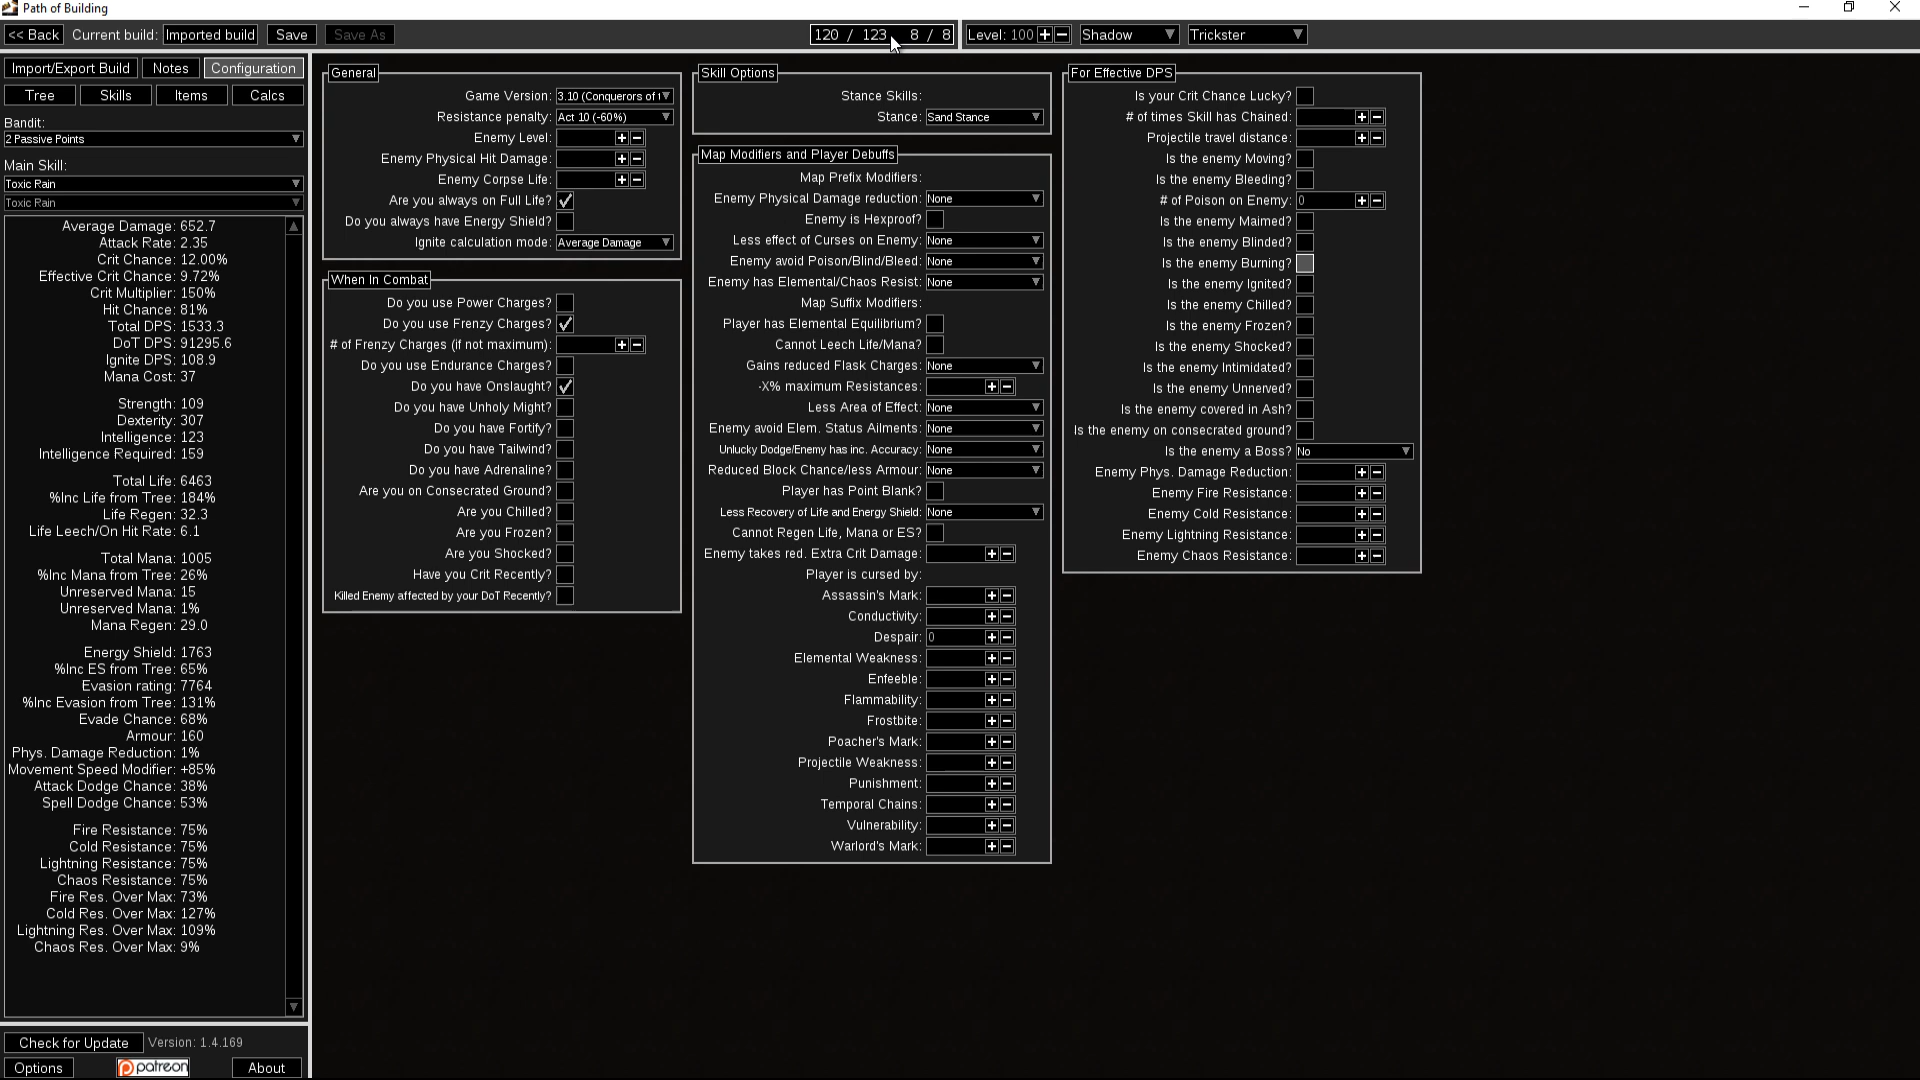 Path of Building
<< Back Current build: Imported build Save Save As 120 / 123 8 / 8 Level: 100 Shadow Trickster
Import/Export Build Notes Configuration
Tree Skills Items Calcs
Bandit:
2 Passive Points
Main Skill:
Toxic Rain
Toxic Rain
Average Damage: 652.7
Attack Rate: 2.35
Crit Chance: 12.00%
Effective Crit Chance: 9.72%
Crit Multiplier: 150%
Hit Chance: 81%
Total DPS: 1533.3
DoT DPS: 91295.6
Ignite DPS: 108.9
Mana Cost: 37
Strength: 109
Dexterity: 307
Intelligence: 123
Intelligence Required: 159
Total Life: 6463
%Inc Life from Tree: 184%
Life Regen: 32.3
Life Leech/On Hit Rate: 6.1
Total Mana: 1005
%Inc Mana from Tree: 26%
Unreserved Mana: 15
Unreserved Mana: 1%
Mana Regen: 29.0
Energy Shield: 1763
%Inc ES from Tree: 65%
Evasion rating: 7764
%Inc Evasion from Tree: 131%
Evade Chance: 68%
Armour: 160
Phys. Damage Reduction: 1%
Movement Speed Modifier: +85%
Attack Dodge Chance: 38%
Spell Dodge Chance: 53%
Fire Resistance: 75%
Cold Resistance: 75%
Lightning Resistance: 75%
Chaos Resistance: 75%
Fire Res. Over Max: 73%
Cold Res. Over Max: 127%
Lightning Res. Over Max: 109%
Chaos Res. Over Max: 9%
Check for Update Version: 1.4.169
Options patreon About
General
Game Version: 3.10 (Conquerors of
Resistance penalty: Act 10 (-60%)
Enemy Level:
Enemy Physical Hit Damage:
Enemy Corpse Life:
Are you always on Full Life?
Do you always have Energy Shield?
Ignite calculation mode: Average Damage
When In Combat
Do you use Power Charges?
Do you use Frenzy Charges?
# of Frenzy Charges (if not maximum):
Do you use Endurance Charges?
Do you have Onslaught?
Do you have Unholy Might?
Do you have Fortify?
Do you have Tailwind?
Do you have Adrenaline?
Are you on Consecrated Ground?
Are you Chilled?
Are you Frozen?
Are you Shocked?
Have you Crit Recently?
Killed Enemy affected by your DoT Recently?
Skill Options
Stance Skills:
Stance: Sand Stance
Map Modifiers and Player Debuffs
Map Prefix Modifiers:
Enemy Physical Damage reduction: None
Enemy is Hexproof?
Less effect of Curses on Enemy: None
Enemy avoid Poison/Blind/Bleed: None
Enemy has Elemental/Chaos Resist: None
Map Suffix Modifiers:
Player has Elemental Equilibrium?
Cannot Leech Life/Mana?
Gains reduced Flask Charges: None
-X% maximum Resistances:
Less Area of Effect: None
Enemy avoid Elem. Status Ailments: None
Unlucky Dodge/Enemy has inc. Accuracy: None
Reduced Block Chance/less Armour: None
Player has Point Blank?
Less Recovery of Life and Energy Shield: None
Cannot Regen Life, Mana or ES?
Enemy takes red. Extra Crit Damage:
Player is cursed by:
Assassin's Mark:
Conductivity:
Despair: 0
Elemental Weakness:
Enfeeble:
Flammability:
Frostbite:
Poacher's Mark:
Projectile Weakness:
Punishment:
Temporal Chains:
Vulnerability:
Warlord's Mark:
For Effective DPS
Is your Crit Chance Lucky?
# of times Skill has Chained:
Projectile travel distance:
Is the enemy Moving?
Is the enemy Bleeding?
# of Poison on Enemy: 0
Is the enemy Maimed?
Is the enemy Blinded?
Is the enemy Burning?
Is the enemy Ignited?
Is the enemy Chilled?
Is the enemy Frozen?
Is the enemy Shocked?
Is the enemy Intimidated?
Is the enemy Unnerved?
Is the enemy covered in Ash?
Is the enemy on consecrated ground?
Is the enemy a Boss? No
Enemy Phys. Damage Reduction:
Enemy Fire Resistance:
Enemy Cold Resistance:
Enemy Lightning Resistance:
Enemy Chaos Resistance: